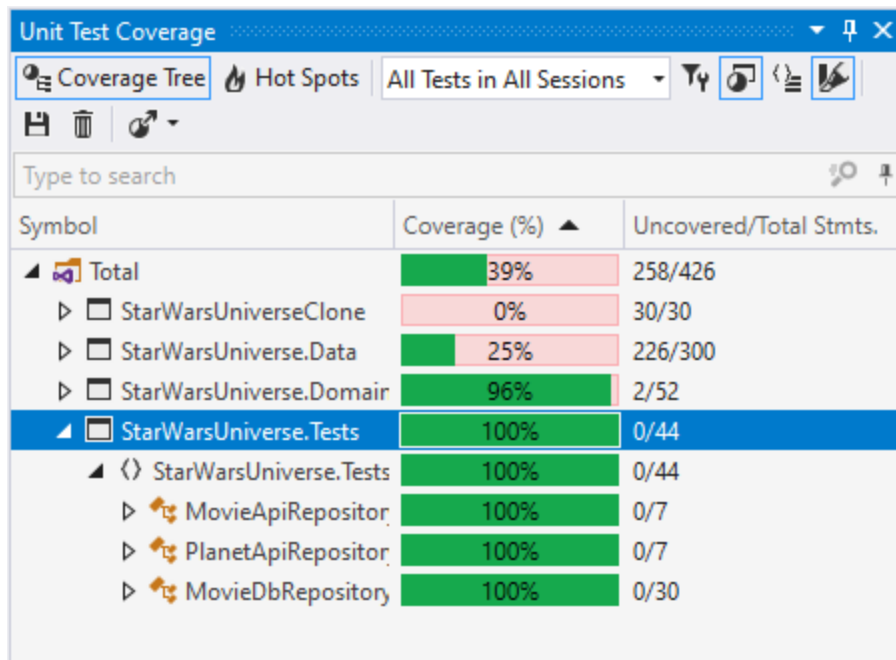 Unit Test Coverage
Coverage Tree Hot Spots All Tests in All Sessions
Type to search
Symbol Coverage (%) Uncovered/Total Stmts.
Total 39% 258/426
StarWarsUniverseClone 0% 30/30
StarWarsUniverse.Data 25% 226/300
StarWarsUniverse.Domain 96% 2/52
StarWarsUniverse.Tests 100% 0/44
StarWarsUniverse.Tests 100% 0/44
MovieApiRepository 100% 0/7
PlanetApiRepository 100% 0/7
MovieDbRepository 100% 0/30